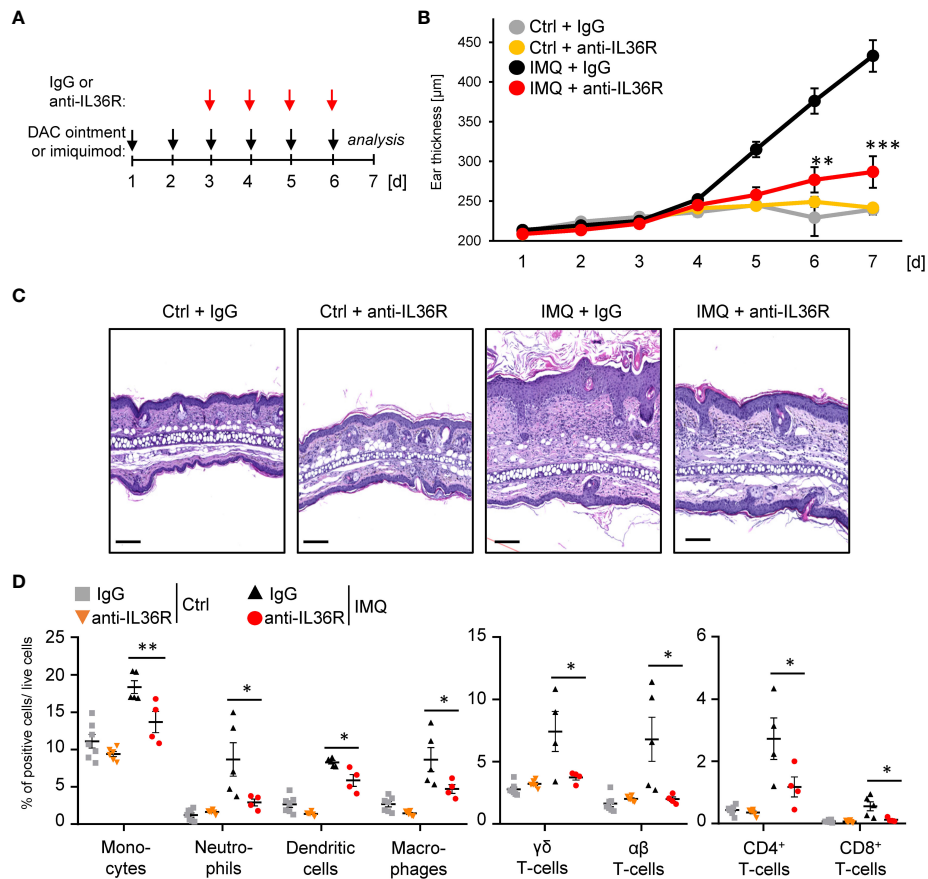 A
IgG or
anti-IL36R:
DAC ointment
or imiquimod:
analysis
1 2 3 4 5 6 7 [d]
B
Ctrl + IgG
Ctrl + anti-IL36R
IMQ + IgG
IMQ + anti-IL36R
Ear thickness [µm]
450
400
350
300
250
200
** ***
1 2 3 4 5 6 7 [d]
C
Ctrl + IgG Ctrl + anti-IL36R IMQ + IgG IMQ + anti-IL36R
D
IgG Ctrl IgG IMQ
anti-IL36R anti-IL36R
% of positive cells/ live cells
25
20
15
10
5
0
** * * *
Mono-
cytes
Neutro-
phils
Dendritic
cells
Macro-
phages
15
10
5
0
* *
γδ
T-cells
αβ
T-cells
6
4
2
0
* *
CD4⁺
T-cells
CD8⁺
T-cells